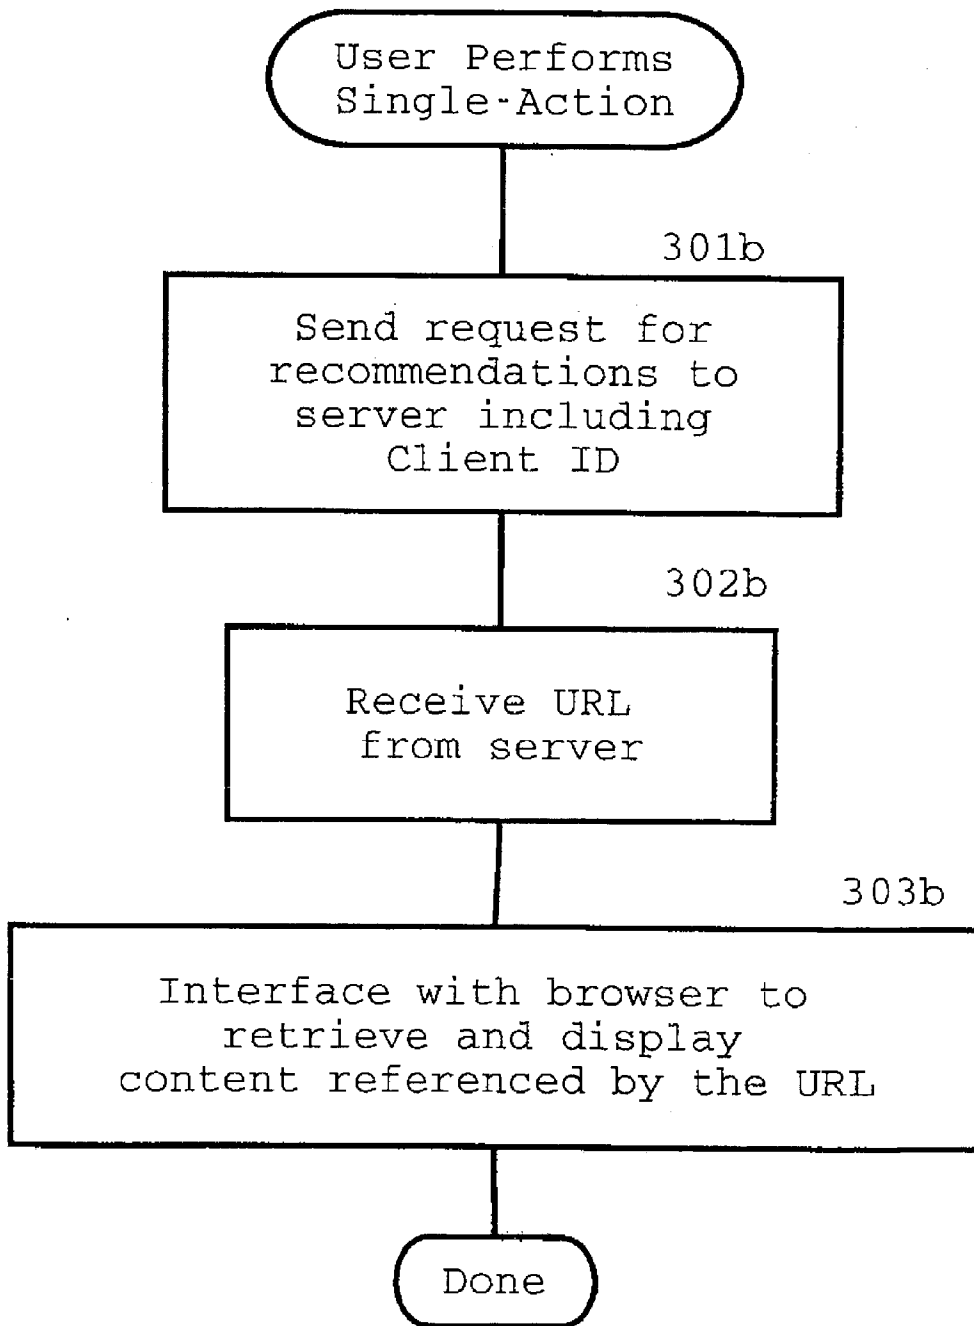 User Performs
Single-Action
301b
Send request for
recommendations to
server including
Client ID
302b
Receive URL
from server
303b
Interface with browser to
retrieve and display
content referenced by the URL
Done